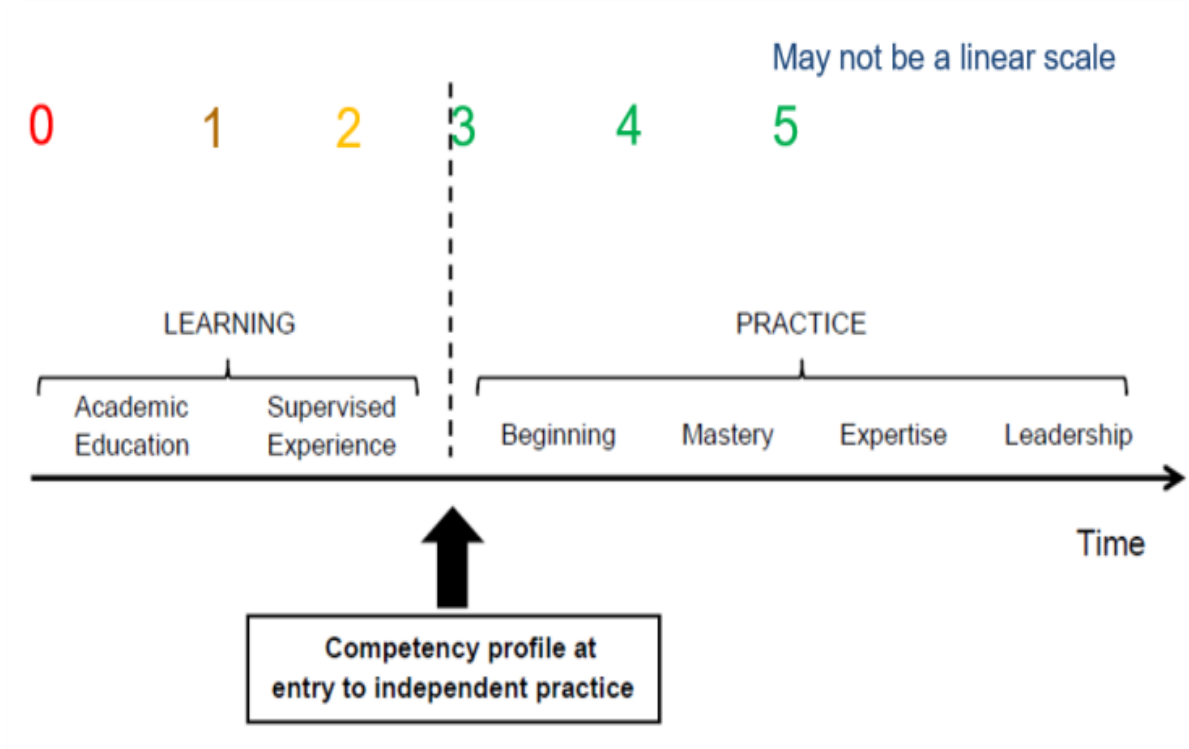 May not be a linear scale
0 1 2 3 4 5
LEARNING PRACTICE
Academic Education
Supervised Experience
Beginning Mastery Expertise Leadership
Time
Competency profile at
entry to independent practice